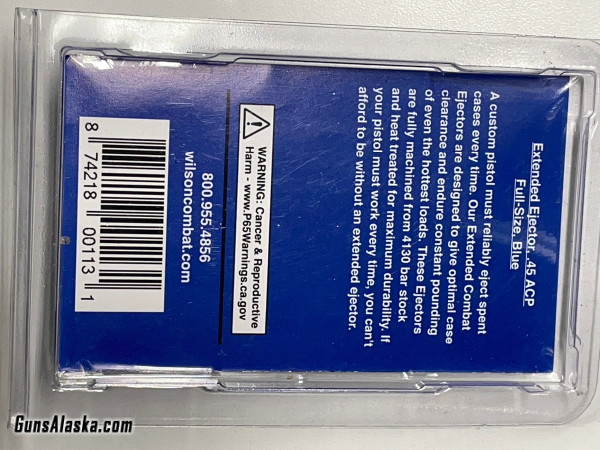 Extended Ejector, .45 ACP
Full-Size, Blue
A custom pistol must reliably eject spent
cases every time. Our Extended Combat
Ejectors are designed to give optimal case
clearance and endure constant pounding
of even the hottest loads. These Ejectors
are fully machined from 4130 bar stock
and heat treated for maximum durability. If
your pistol must work every time, you can't
afford to be without an extended ejector.
WARNING: Cancer & Reproductive
Harm - www.P65Warnings.ca.gov
800.955.4856
wilsoncombat.com
8 74218 00113 1
GunsAlaska.com